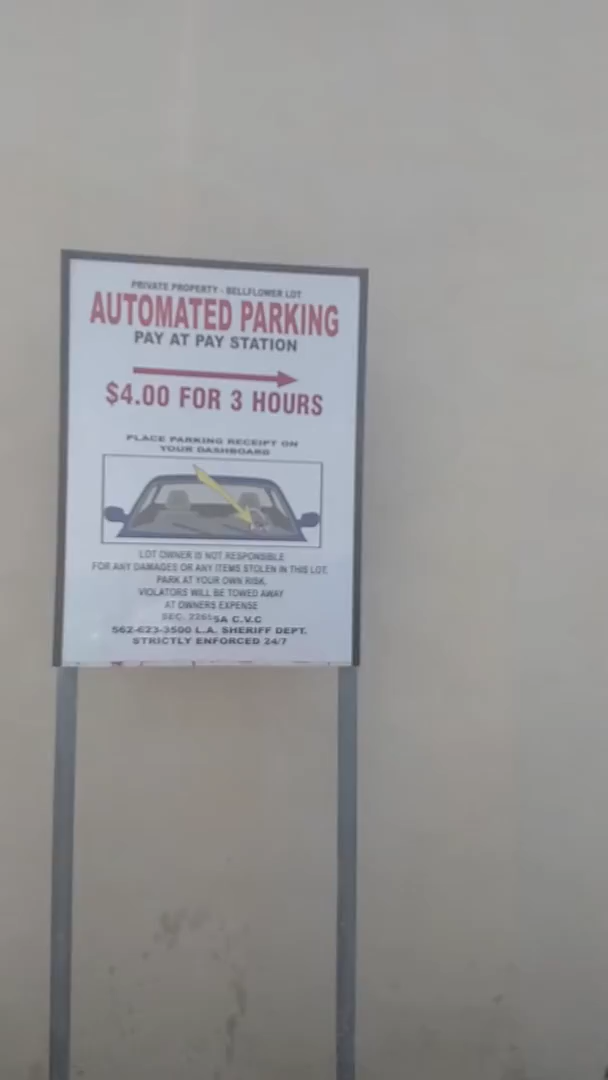 PRIVATE PROPERTY - BELLFLOWER LOT
AUTOMATED PARKING
PAY AT PAY STATION
$4.00 FOR 3 HOURS
PLACE PARKING RECEIPT ON
YOUR DASHBOARD
LOT OWNER IS NOT RESPONSIBLE
FOR ANY DAMAGES OR ANY ITEMS STOLEN IN THIS LOT.
PARK AT YOUR OWN RISK.
VIOLATORS WILL BE TOWED AWAY
AT OWNERS EXPENSE
SEC. 22659A C.V.C
562-623-3500 L.A. SHERIFF DEPT.
STRICTLY ENFORCED 24/7